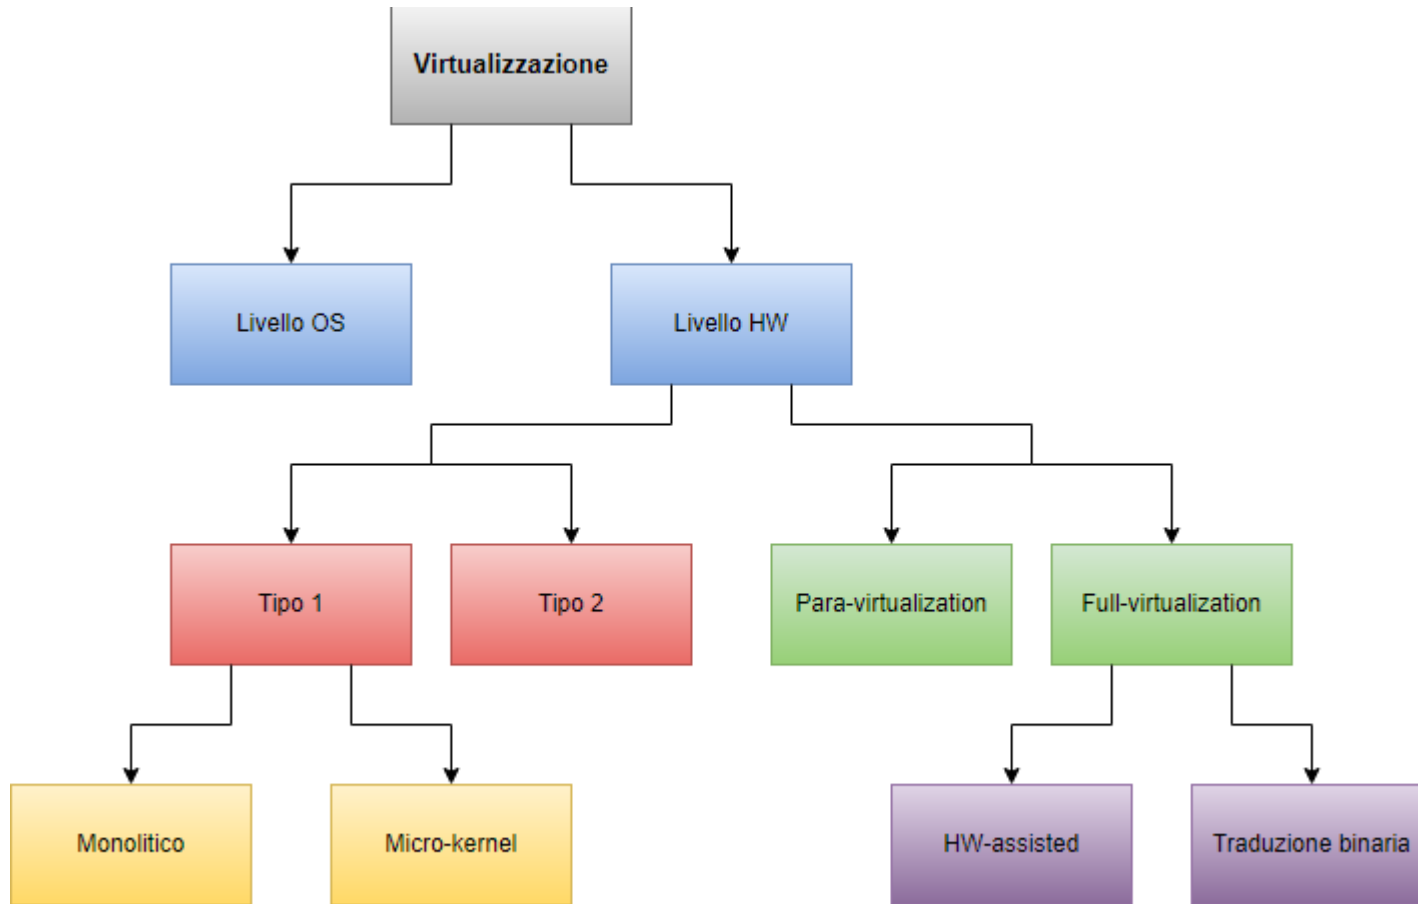 Virtualizzazione
Livello OS
Livello HW
Tipo 1
Tipo 2
Para-virtualization
Full-virtualization
Monolitico
Micro-kernel
HW-assisted
Traduzione binaria